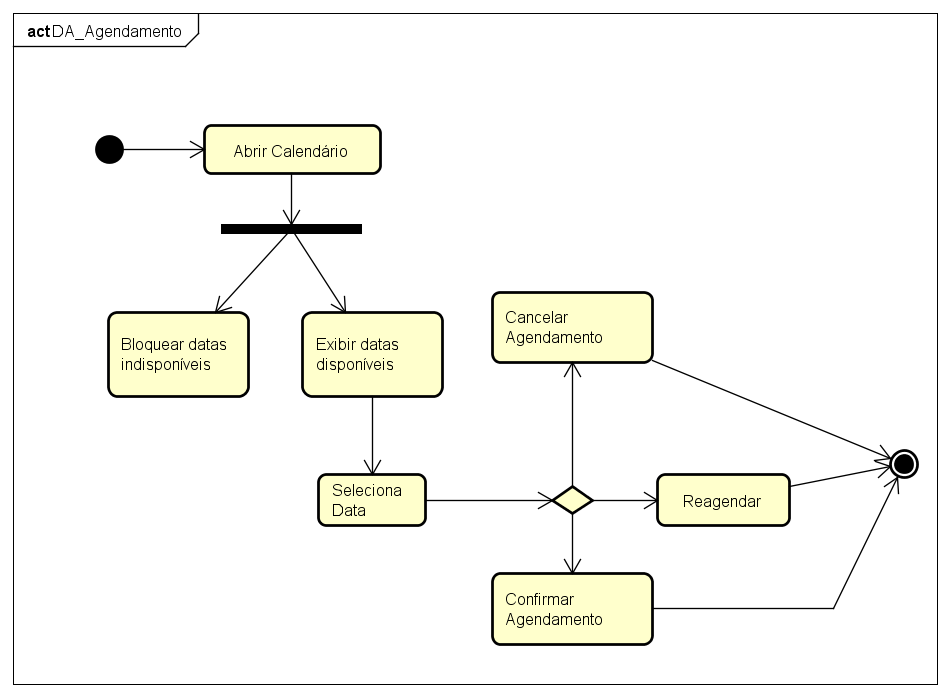 act DA_Agendamento
Abrir Calendário
Bloquear datas
indisponíveis
Exibir datas
disponíveis
Cancelar
Agendamento
Seleciona
Data
Reagendar
Confirmar
Agendamento